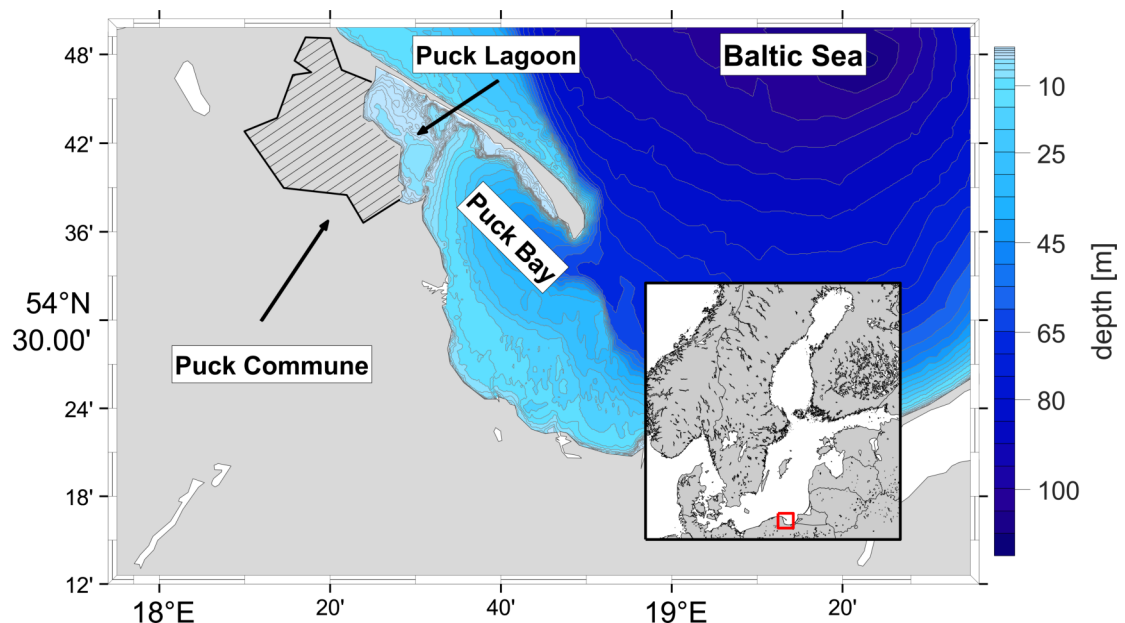 48'
Puck Lagoon
Baltic Sea
10
42'
25
36'
Puck Bay
45
54°N
30.00'
depth [m]
65
Puck Commune
24'
80
18'
100
12'
18°E
20'
40'
19°E
20'